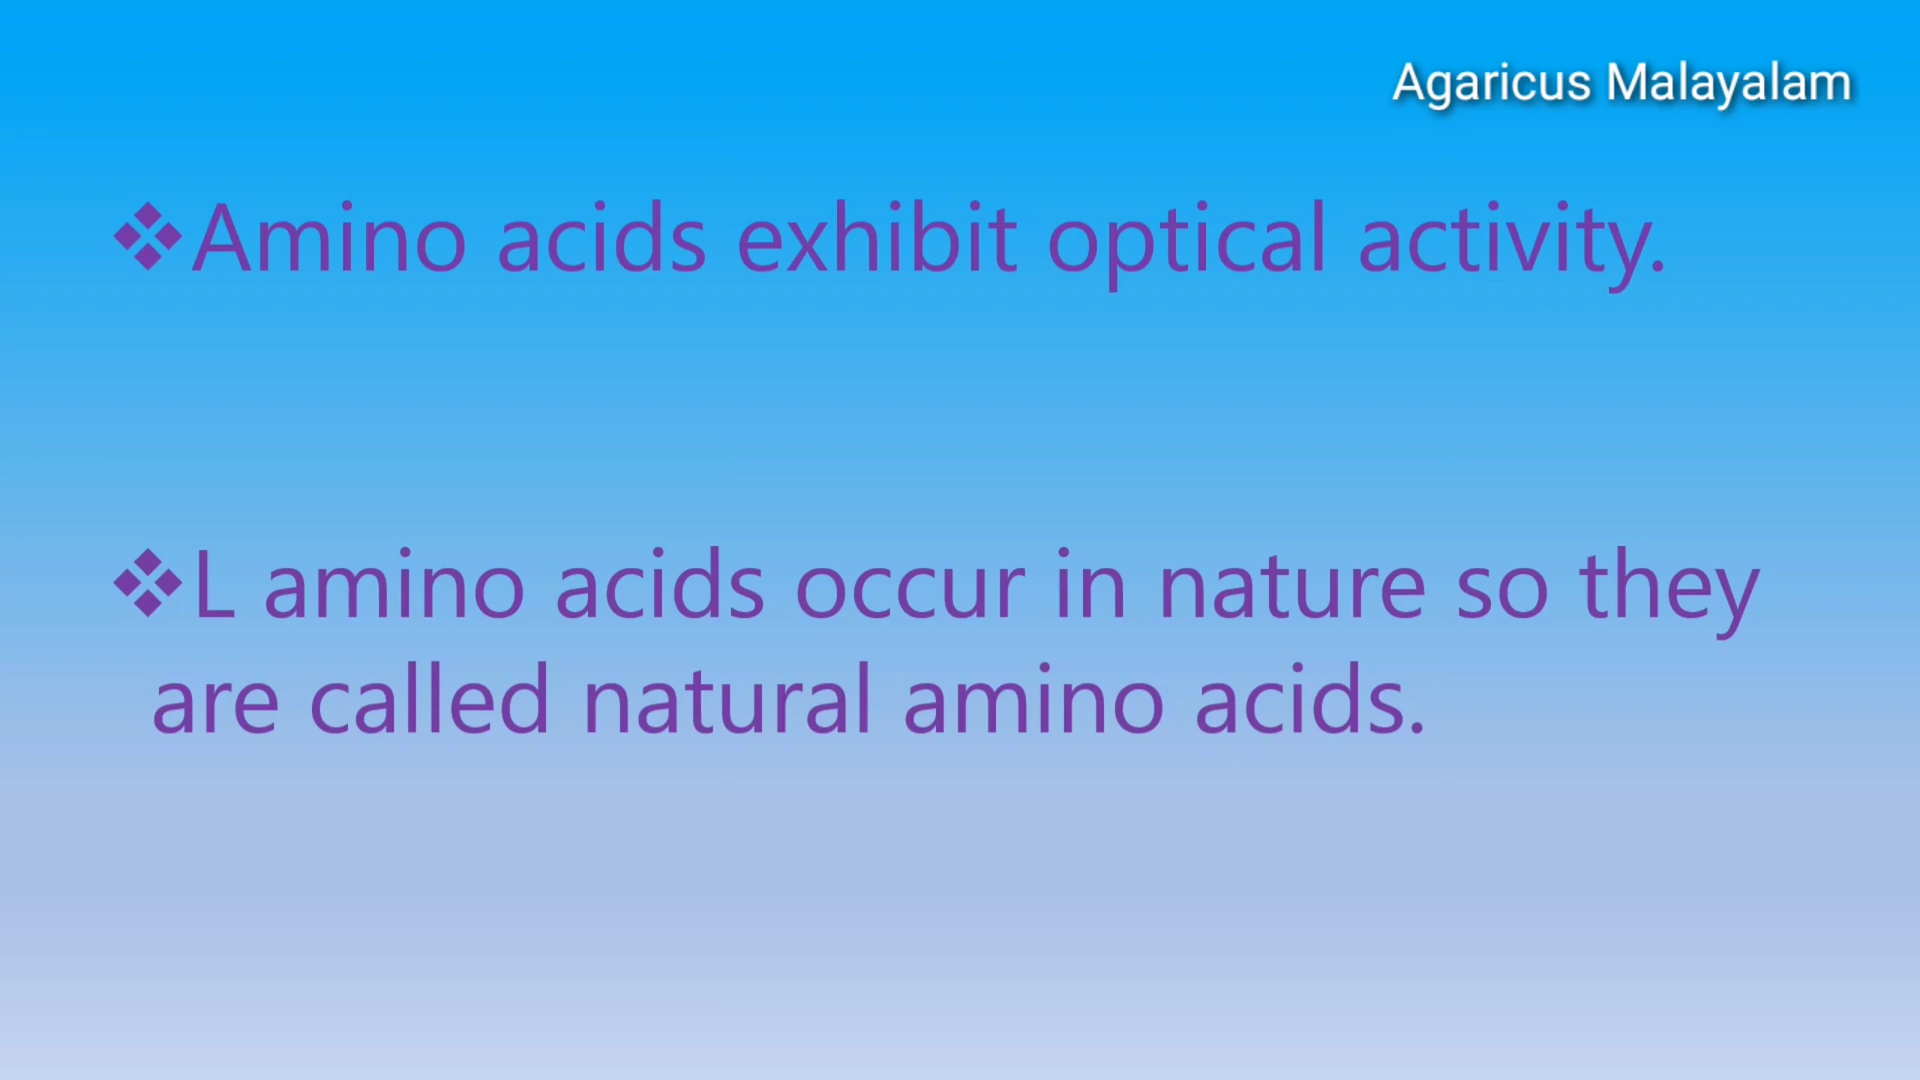 Agaricus Malayalam
❖Amino acids exhibit optical activity.
❖L amino acids occur in nature so they
are called natural amino acids.